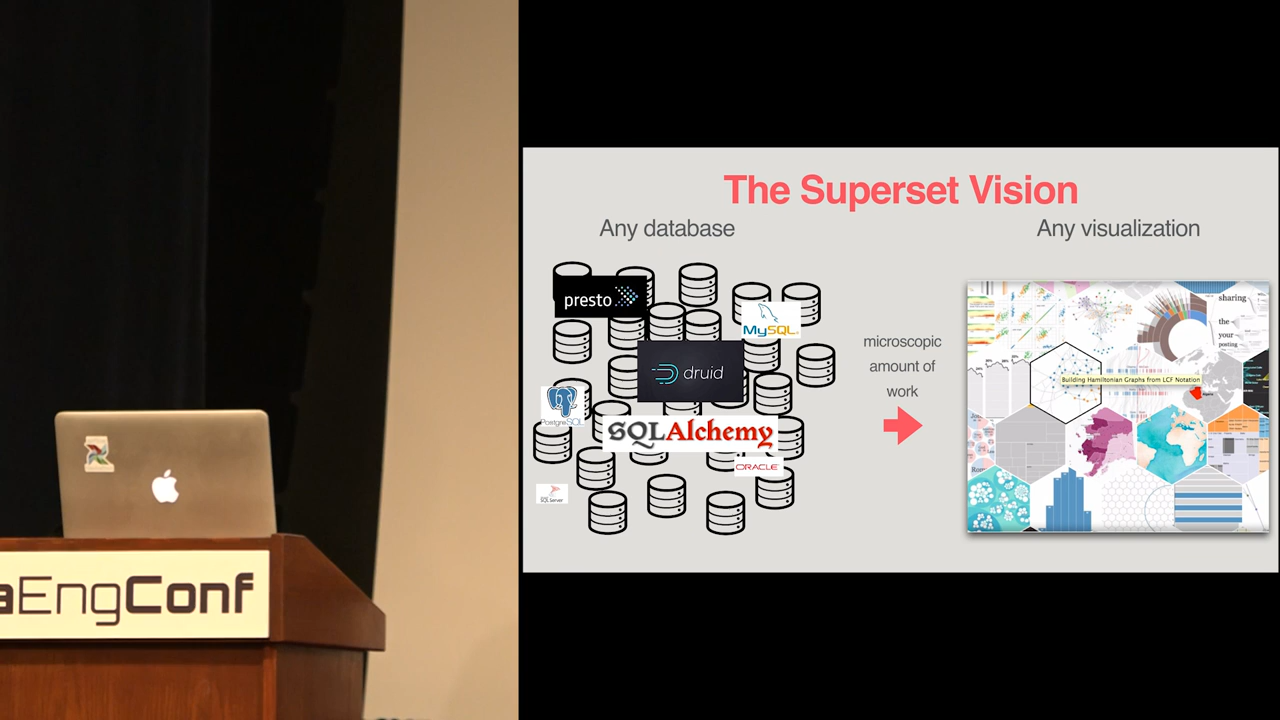 The Superset Vision
Any database
Any visualization
presto
MySQL
druid
PostgreSQL
SQLAlchemy
ORACLE
SQL Server
microscopic
amount of
work
sharing
the
your
posting
Building Hamiltonian Graphs from LCF Notation
aEngConf